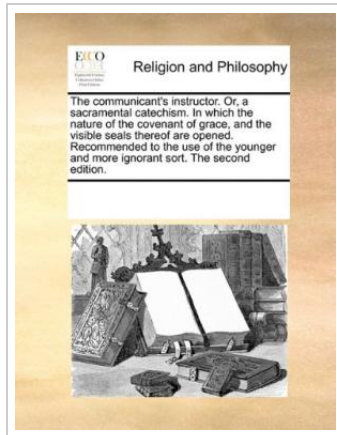 ECCO
Religion and Philosophy
The communicant's instructor. Or, a
sacramental catechism. In which the
nature of the covenant of grace, and the
visible seals thereof are opened.
Recommended to the use of the younger
and more ignorant sort. The second
edition.